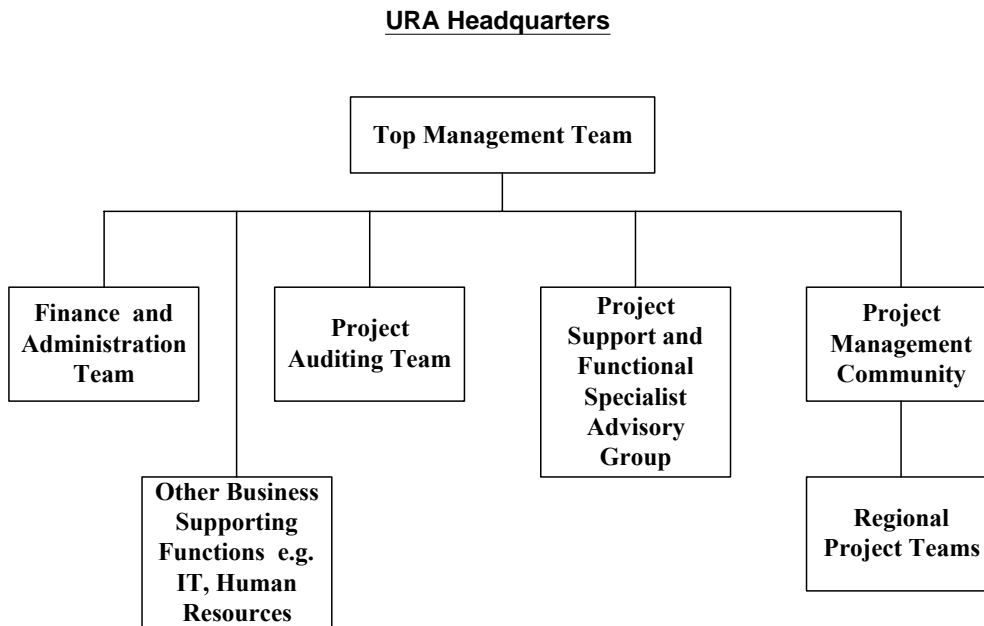 URA Headquarters
Top Management Team
Finance and
Administration
Team
Project
Auditing Team
Project
Support and
Functional
Specialist
Advisory
Group
Project
Management
Community
Other Business
Supporting
Functions e.g.
IT, Human
Resources
Regional
Project Teams